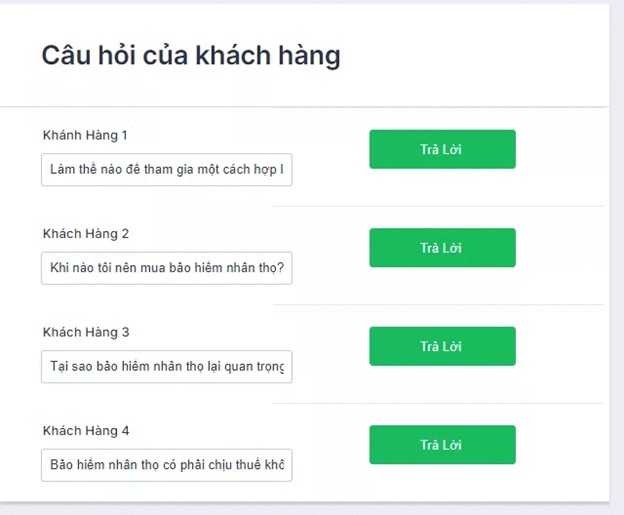 Câu hỏi của khách hàng
Khánh Hàng 1
Trả Lời
Làm thế nào để tham gia một cách hợp l
Khách Hàng 2
Trả Lời
Khi nào tôi nên mua bảo hiểm nhân thọ?
Khách Hàng 3
Trả Lời
Tại sao bảo hiểm nhân thọ lại quan trọng
Khách Hàng 4
Trả Lời
Bảo hiểm nhân thọ có phải chịu thuế khô